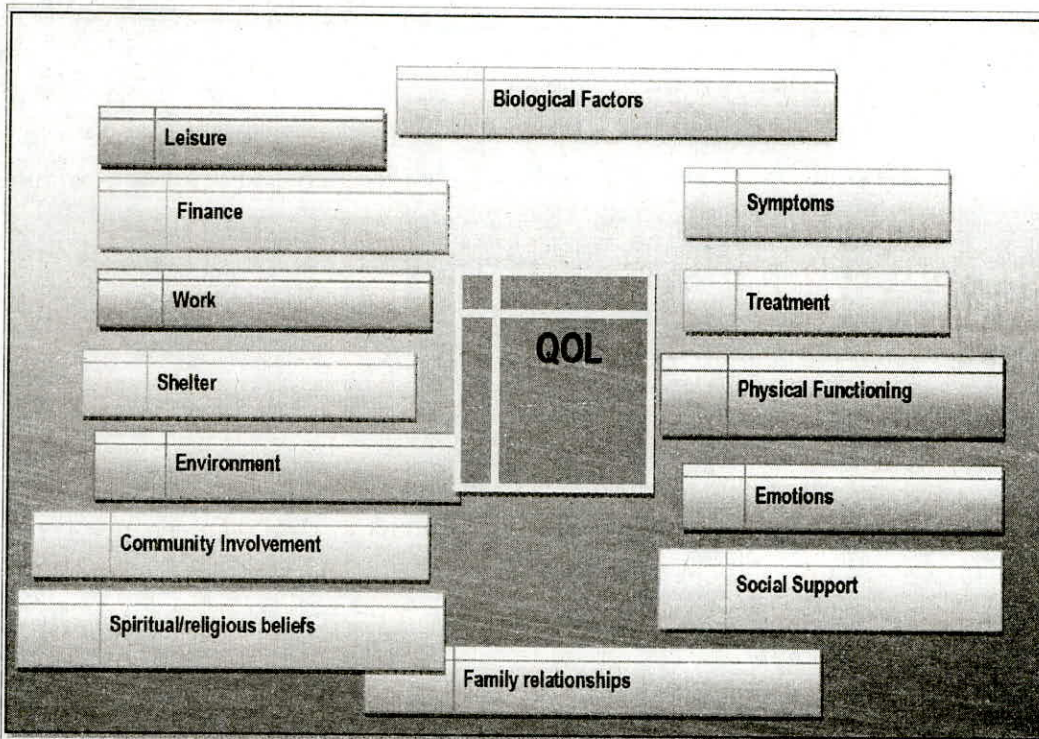 Biological Factors
Leisure
Finance
Work
Shelter
Environment
Community Involvement
Spiritual/religious beliefs
QOL
Symptoms
Treatment
Physical Functioning
Emotions
Social Support
Family relationships